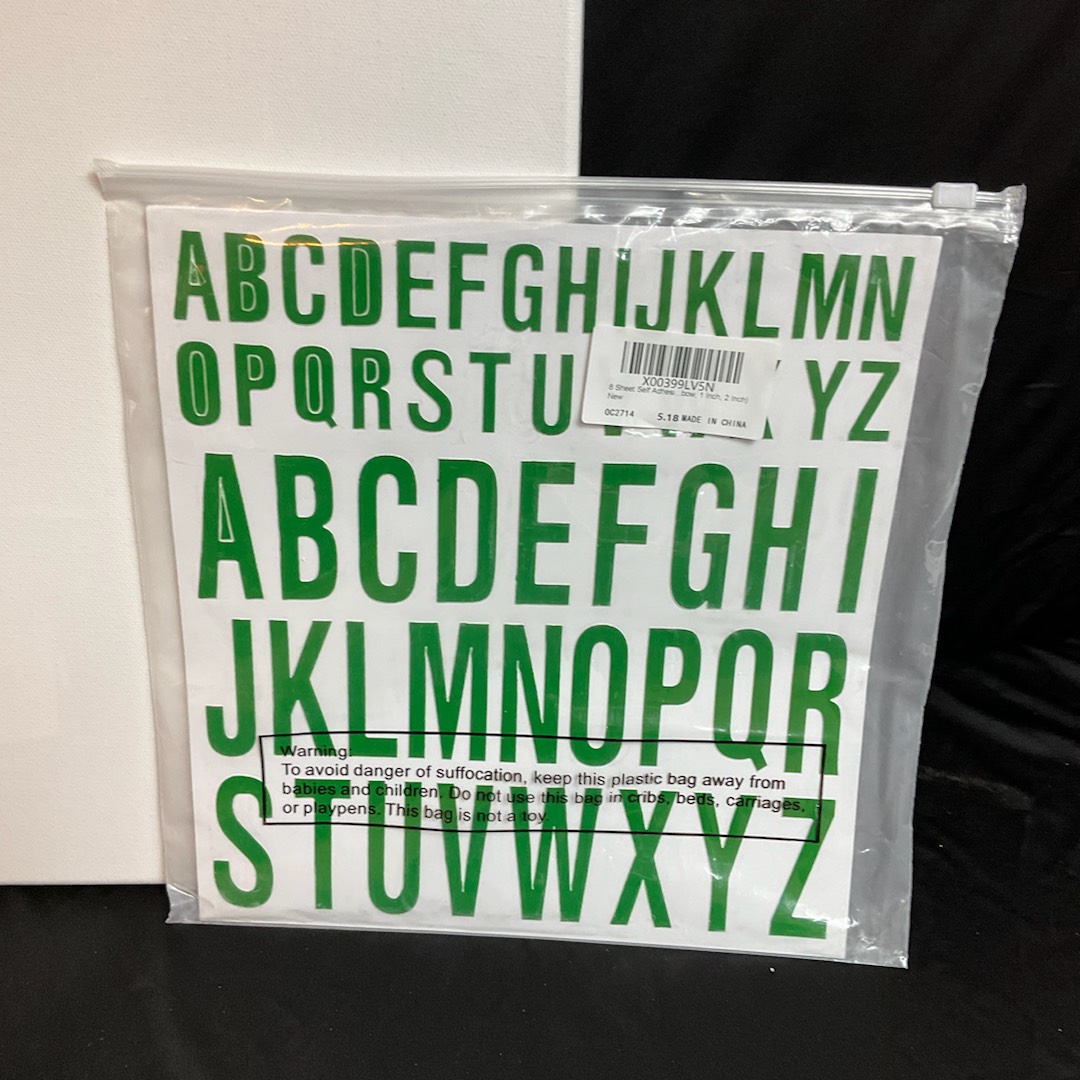 ABCDEFGHIJKLMN
OPQRSTU YZ
X00399LV5N
8 Sheet Self Adhesi...bow, 1 Inch, 2 Inch)
New
0C2714 5.18 MADE IN CHINA
ABCDEFGHI
JKLMNOPQR
Warning:
To avoid danger of suffocation, keep this plastic bag away from
babies and children. Do not use this bag in cribs, beds, carriages,
or playpens. This bag is not a toy.
STUVWXYZ